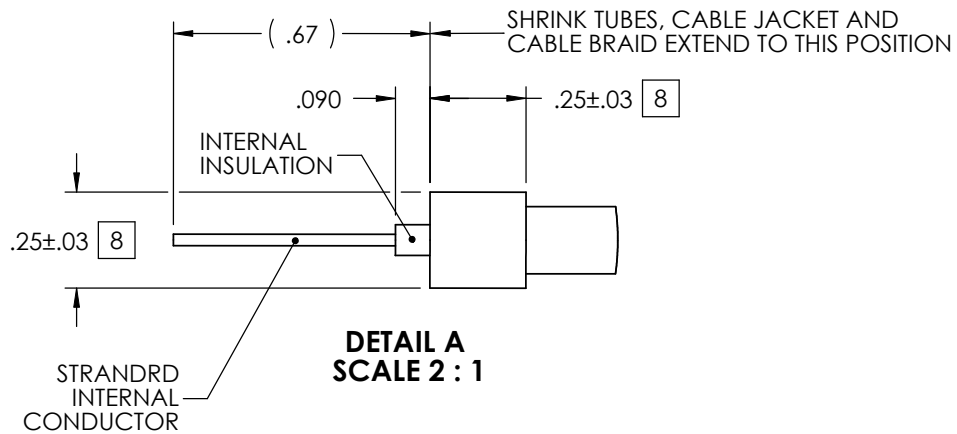 ( .67 )
SHRINK TUBES, CABLE JACKET AND
CABLE BRAID EXTEND TO THIS POSITION
.090
.25±.03 8
INTERNAL
INSULATION
.25±.03 8
DETAIL A
SCALE 2 : 1
STRANDRD
INTERNAL
CONDUCTOR